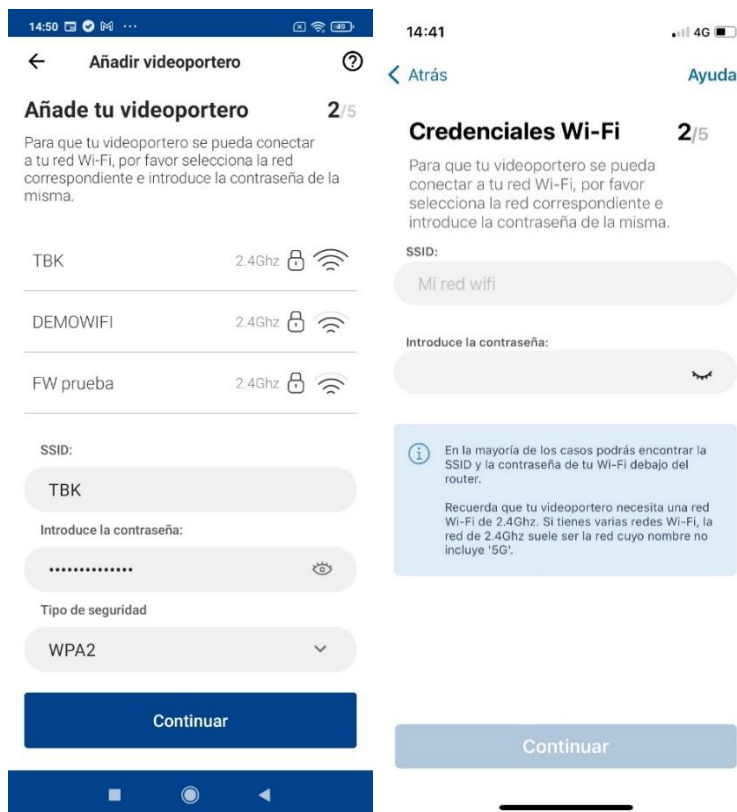 14:50
49
Añadir videoportero
Añade tu videoportero 2/5
Para que tu videoportero se pueda conectar
a tu red Wi-Fi, por favor selecciona la red
correspondiente e introduce la contraseña de la
misma.
TBK 2.4Ghz
DEMOWIFI 2.4Ghz
FW prueba 2.4Ghz
SSID:
TBK
Introduce la contraseña:
••••••••••••••
Tipo de seguridad
WPA2
Continuar
14:41 4G
Atrás Ayuda
Credenciales Wi-Fi 2/5
Para que tu videoportero se pueda
conectar a tu red Wi-Fi, por favor
selecciona la red correspondiente e
introduce la contraseña de la misma.
SSID:
Mi red wifi
Introduce la contraseña:
En la mayoría de los casos podrás encontrar la
SSID y la contraseña de tu Wi-Fi debajo del
router.
Recuerda que tu videoportero necesita una red
Wi-Fi de 2.4Ghz. Si tienes varias redes Wi-Fi, la
red de 2.4Ghz suele ser la red cuyo nombre no
incluye '5G'.
Continuar